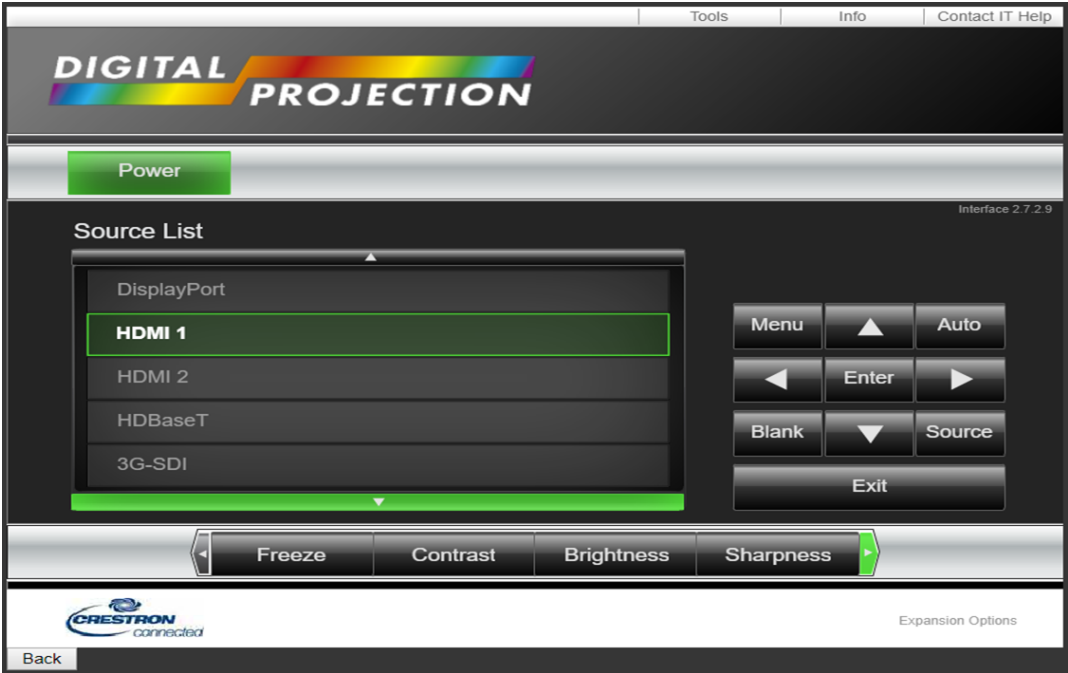 Tools Info Contact IT Help
DIGITAL
PROJECTION
Power
Interface 2.7.2.9
Source List
DisplayPort
HDMI 1
HDMI 2
HDBaseT
3G-SDI
Menu Auto
Enter
Blank Source
Exit
Freeze Contrast Brightness Sharpness
CRESTRON
connected
Expansion Options
Back